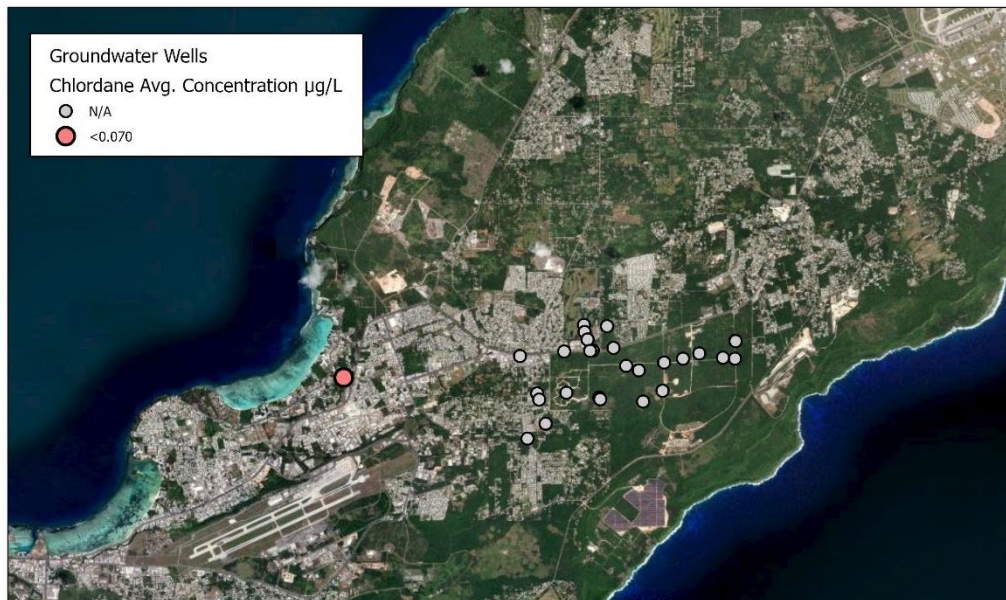 Groundwater Wells
Chlordane Avg. Concentration µg/L
N/A
<0.070